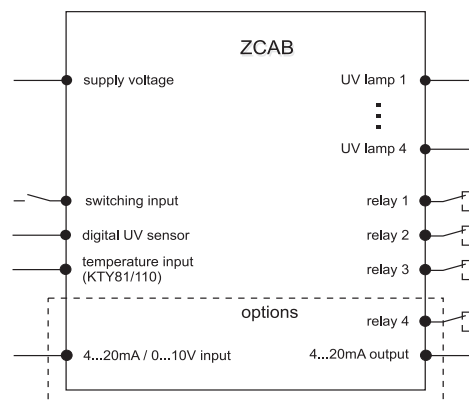 ZCAB
supply voltage
UV lamp 1
UV lamp 4
switching input
relay 1
digital UV sensor
relay 2
temperature input
(KTY81/110)
relay 3
options
relay 4
4...20mA / 0...10V input
4...20mA output